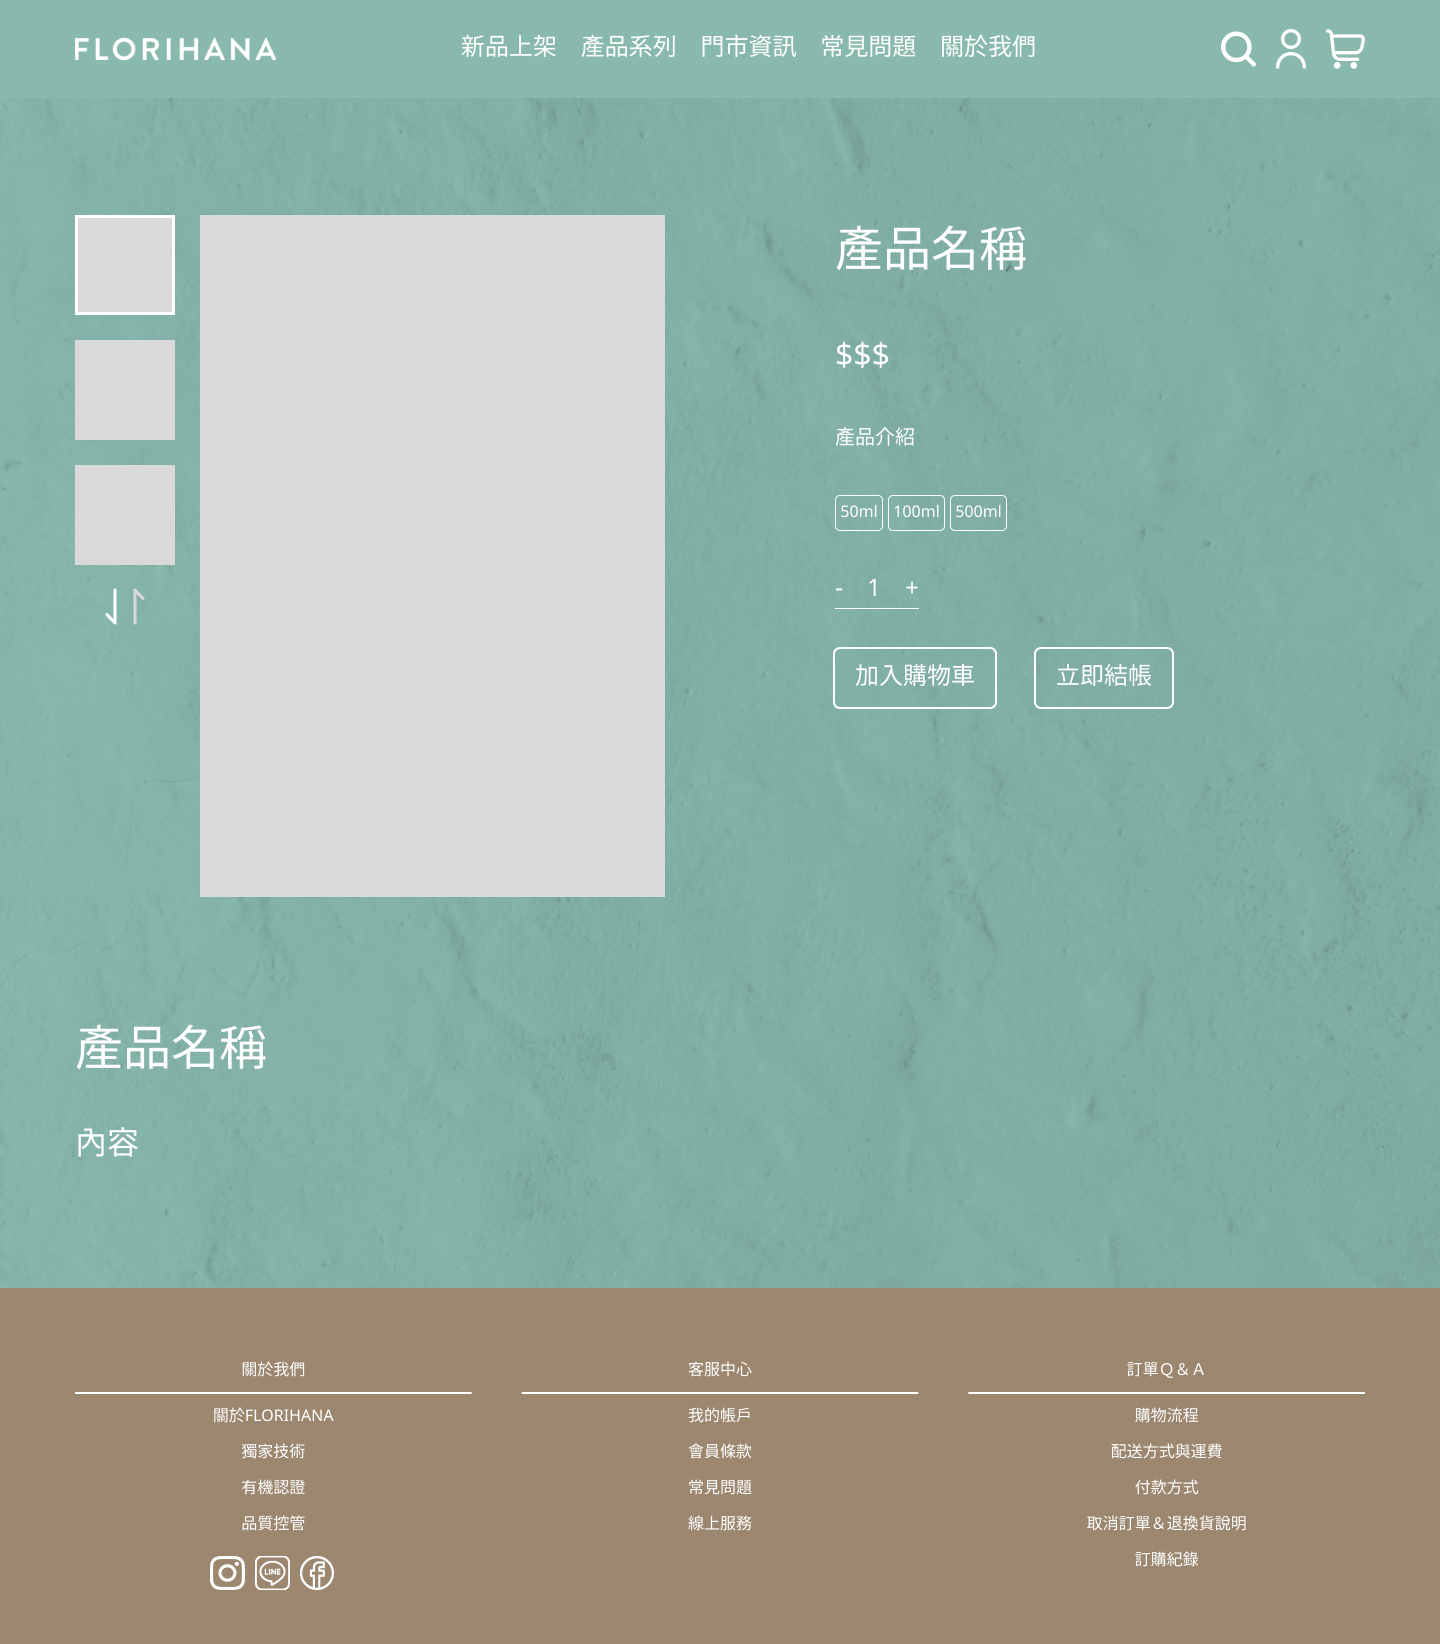 FLORIHANA
新品上架 產品系列 門市資訊 常見問題 關於我們
產品名稱
$$$
產品介紹
50ml 100ml 500ml
- 1 +
加入購物車 立即結帳
產品名稱
內容
關於我們
關於FLORIHANA
獨家技術
有機認證
品質控管
LINE
客服中心
我的帳戶
會員條款
常見問題
線上服務
訂單Q & A
購物流程
配送方式與運費
付款方式
取消訂單＆退換貨說明
訂購紀錄